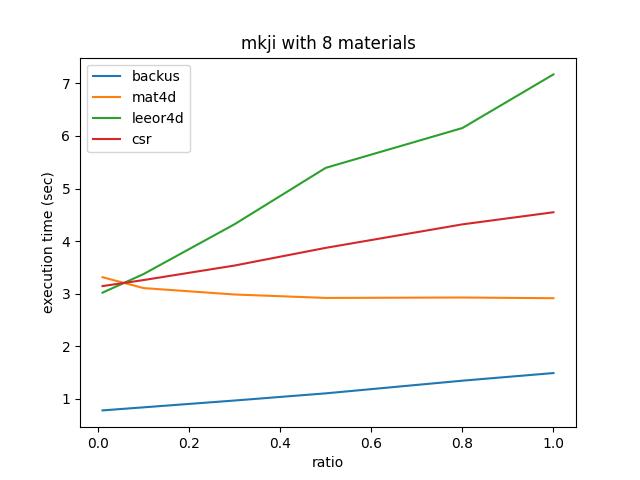 mkji with 8 materials
backus
mat4d
leeor4d
csr
execution time (sec)
7
6
5
4
3
2
1
0.0 0.2 0.4 0.6 0.8 1.0
ratio